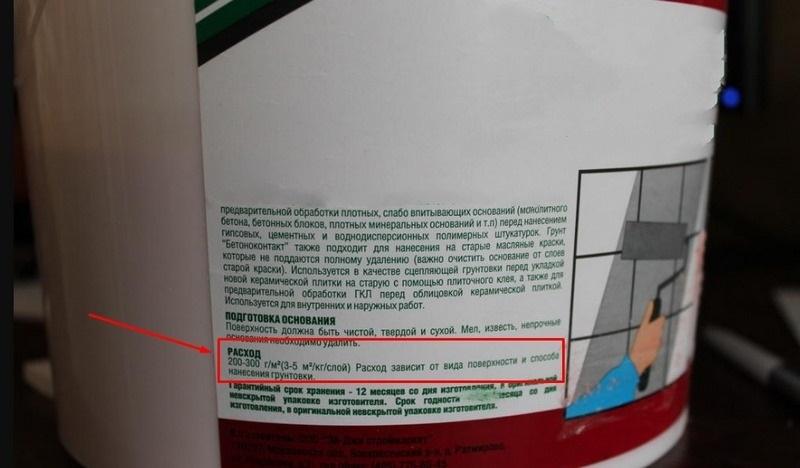 предварительной обработки плотных, слабо впитывающих оснований (монолитного
бетона, бетонных блоков, плотных минеральных оснований и т.п) перед нанесением
гипсовых, цементных и воднодисперсионных полимерных штукатурок. Грунт
"Бетоноконтакт" также подходит для нанесения на старые масляные краски,
которые не поддаются полному удалению (важно очистить основание от слоев
старой краски). Используется в качестве сцепляющей грунтовки перед укладкой
новой керамической плитки на старую с помощью плиточного клея, а также для
предварительной обработки ГКЛ перед облицовкой керамической плиткой.
Используется для внутренних и наружных работ.
ПОДГОТОВКА ОСНОВАНИЯ
Поверхность должна быть чистой, твердой и сухой. Мел, известь, непрочные
основания необходимо удалить.
РАСХОД
200-300 г/м²(3-5 м²/кг/слой) Расход зависит от вида поверхности и способа
нанесения грунтовки.
Гарантийный срок хранения - 12 месяцев со дня изготовления, в оригинальной
невскрытой упаковке изготовителя. Срок годности со дня
изготовления, в оригинальной невскрытой упаковке изготовителя.